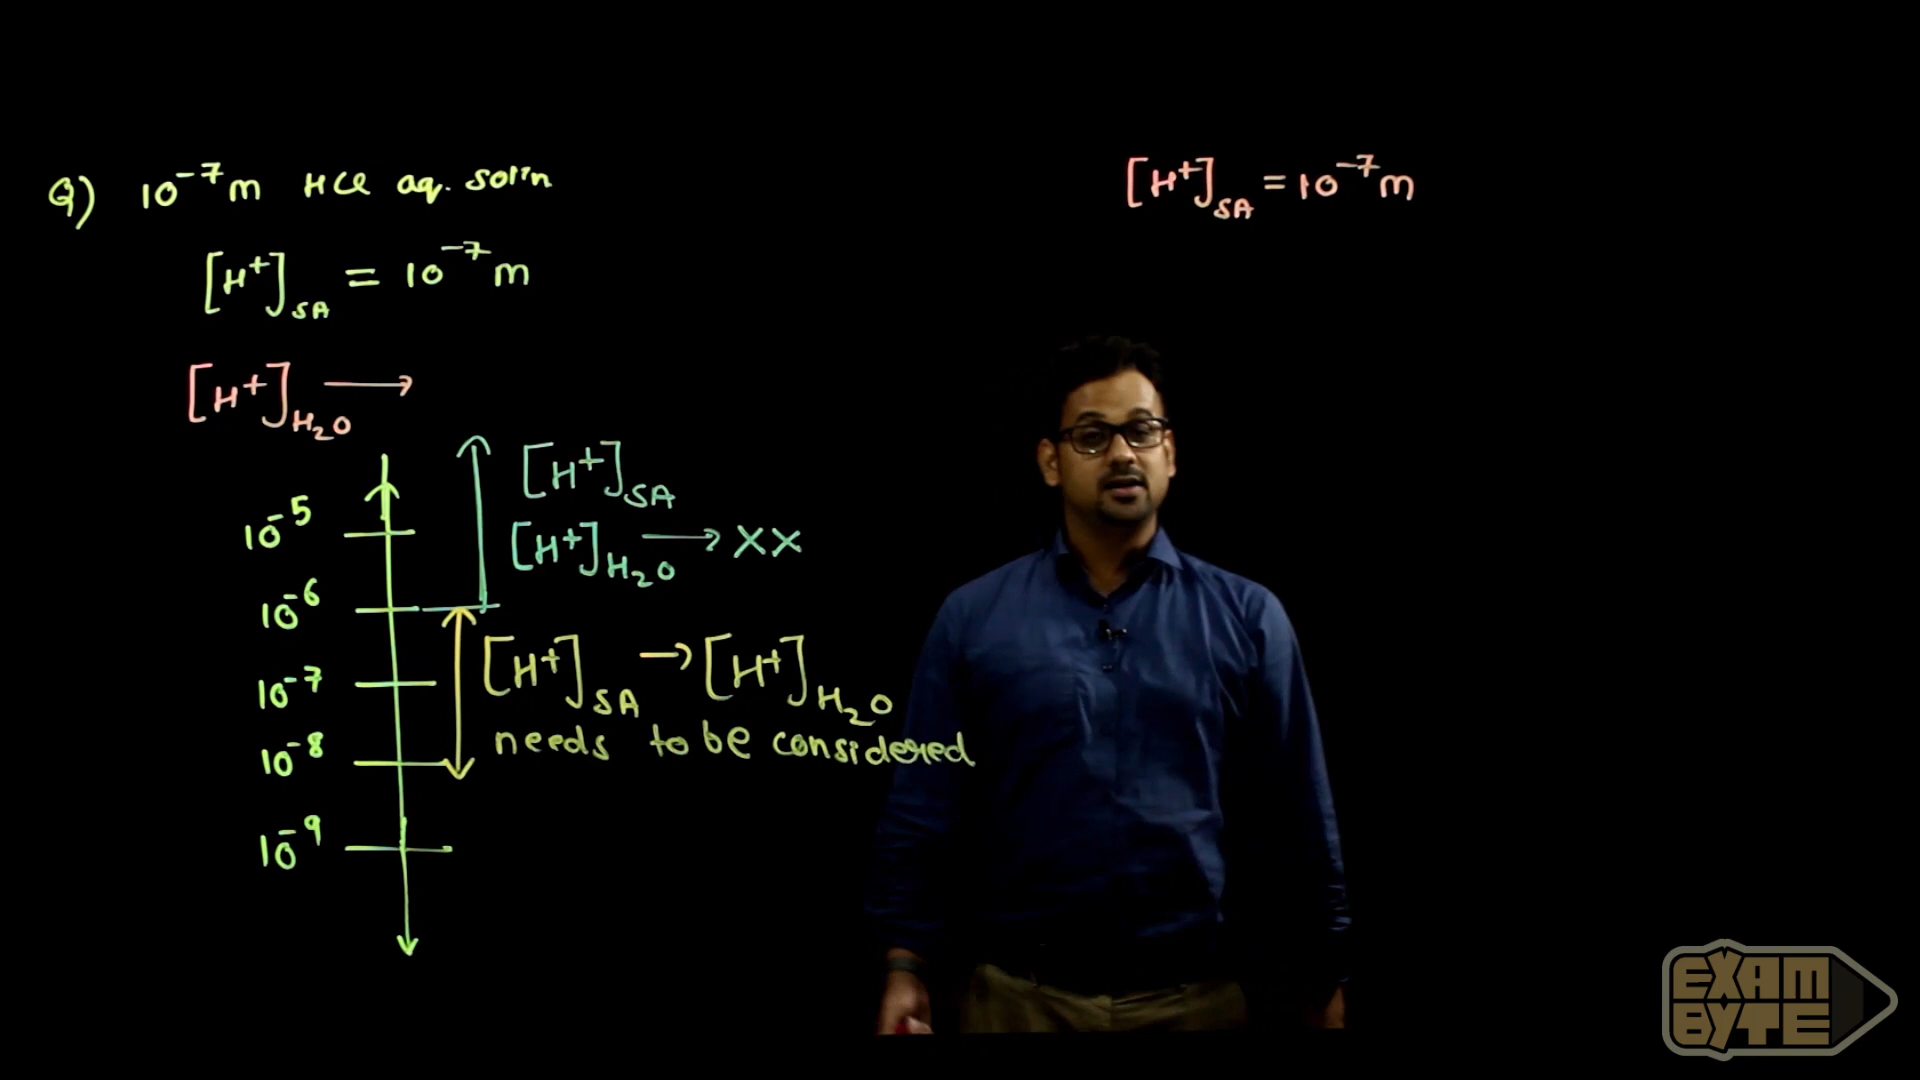 Q) 10⁻⁷m HCl aq. solⁿn
[H⁺]SA = 10⁻⁷m
[H⁺]H₂O →
[H⁺]SA
[H⁺]H₂O → XX
10⁻⁵
10⁻⁶
10⁻⁷
10⁻⁸
10⁻⁹
[H⁺]SA → [H⁺]H₂O
needs to be considered
[H⁺]SA = 10⁻⁷m
EXAM
BYTE